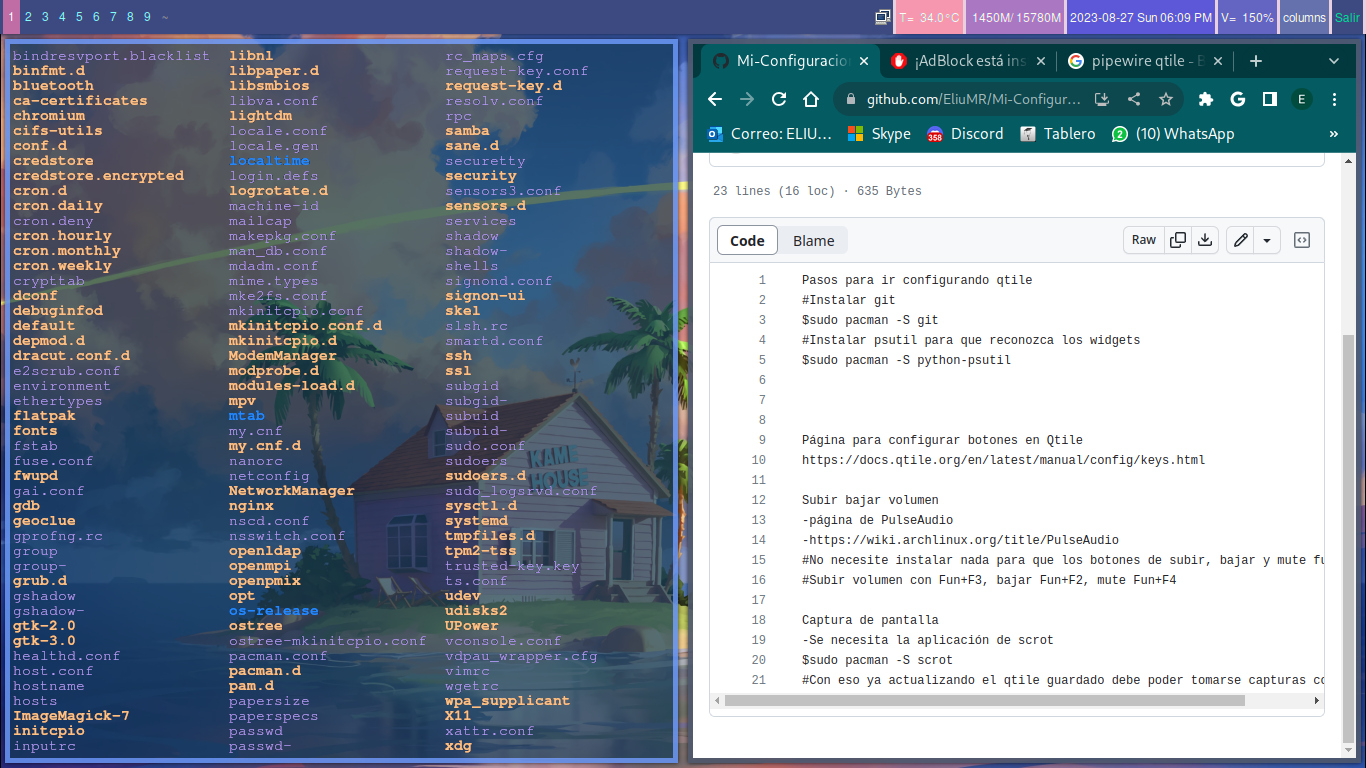 1 2 3 4 5 6 7 8 9 ~ T= 34.0°C 1450M/ 15780M 2023-08-27 Sun 06:09 PM V= 150% columns Salir
bindresvport.blacklist
binfmt.d
bluetooth
ca-certificates
chromium
cifs-utils
conf.d
credstore
credstore.encrypted
cron.d
cron.daily
cron.deny
cron.hourly
cron.monthly
cron.weekly
crypttab
dconf
debuginfod
default
depmod.d
dracut.conf.d
e2scrub.conf
environment
ethertypes
flatpak
fonts
fstab
fuse.conf
fwupd
gai.conf
gdb
geoclue
gprofng.rc
group
group-
grub.d
gshadow
gshadow-
gtk-2.0
gtk-3.0
healthd.conf
host.conf
hostname
hosts
ImageMagick-7
initcpio
inputrc
libnl
libpaper.d
libsmbios
libva.conf
lightdm
locale.conf
locale.gen
localtime
login.defs
logrotate.d
machine-id
mailcap
makepkg.conf
man_db.conf
mdadm.conf
mime.types
mke2fs.conf
mkinitcpio.conf
mkinitcpio.conf.d
mkinitcpio.d
ModemManager
modprobe.d
modules-load.d
mpv
mtab
my.cnf
my.cnf.d
nanorc
netconfig
NetworkManager
nginx
nscd.conf
nsswitch.conf
openldap
openmpi
openpmix
opt
os-release
ostree
ostree-mkinitcpio.conf
pacman.conf
pacman.d
pam.d
papersize
paperspecs
passwd
passwd-
rc_maps.cfg
request-key.conf
request-key.d
resolv.conf
rpc
samba
sane.d
securetty
security
sensors3.conf
sensors.d
services
shadow
shadow-
shells
signond.conf
signon-ui
skel
slsh.rc
smartd.conf
ssh
ssl
subgid
subgid-
subuid
subuid-
sudo.conf
sudoers
sudoers.d
sudo_logsrvd.conf
sysctl.d
systemd
tmpfiles.d
tpm2-tss
trusted-key.key
ts.conf
udev
udisks2
UPower
vconsole.conf
vdpau_wrapper.cfg
vimrc
wgetrc
wpa_supplicant
X11
xattr.conf
xdg
KAME
HOUSE
Mi-Configuracio ¡AdBlock está ins pipewire qtile - B
github.com/EliuMR/Mi-Configur... E
Correo: ELIU... Skype 358 Discord Tablero 2 (10) WhatsApp »
23 lines (16 loc) · 635 Bytes
Code Blame Raw
1 Pasos para ir configurando qtile
2 #Instalar git
3 $sudo pacman -S git
4 #Instalar psutil para que reconozca los widgets
5 $sudo pacman -S python-psutil
6
7
8
9 Página para configurar botones en Qtile
10 https://docs.qtile.org/en/latest/manual/config/keys.html
11
12 Subir bajar volumen
13 -página de PulseAudio
14 -https://wiki.archlinux.org/title/PulseAudio
15 #No necesite instalar nada para que los botones de subir, bajar y mute fu
16 #Subir volumen con Fun+F3, bajar Fun+F2, mute Fun+F4
17
18 Captura de pantalla
19 -Se necesita la aplicación de scrot
20 $sudo pacman -S scrot
21 #Con eso ya actualizando el qtile guardado debe poder tomarse capturas co